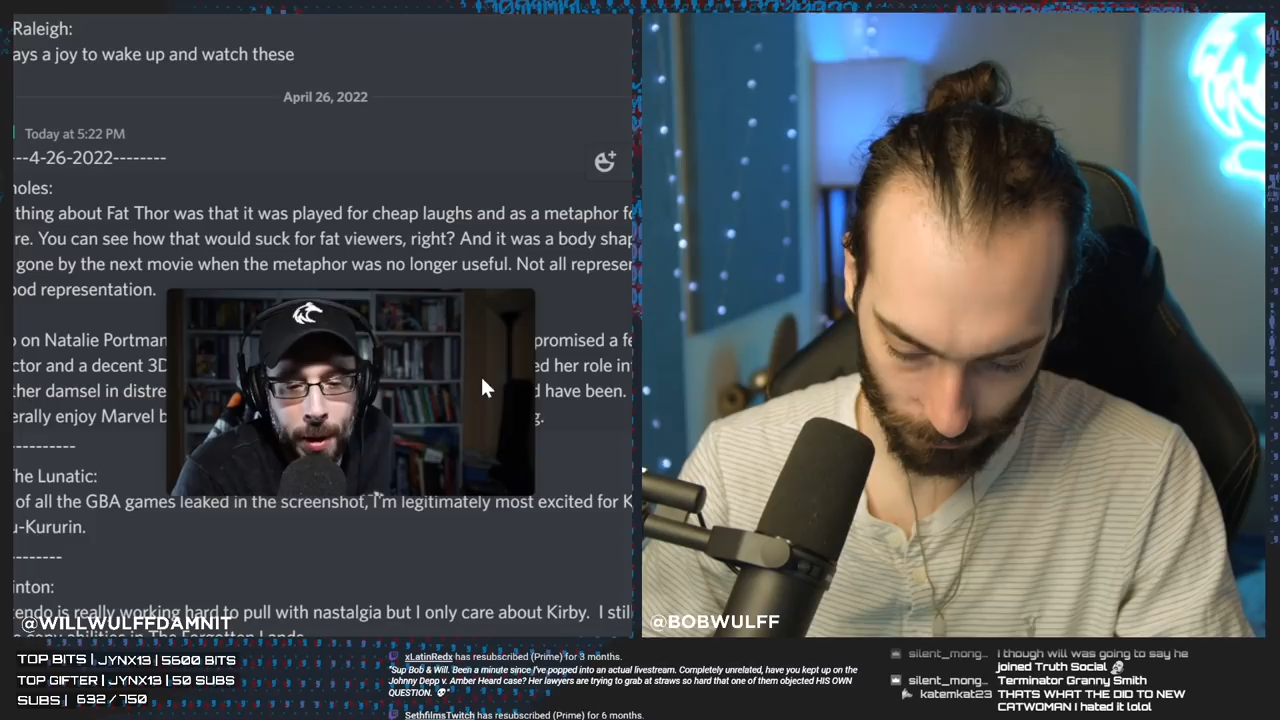 Raleigh:
ays a joy to wake up and watch these
April 26, 2022
Today at 5:22 PM
---4-26-2022--------
holes:
thing about Fat Thor was that it was played for cheap laughs and as a metaphor fo
re. You can see how that would suck for fat viewers, right? And it was a body shap
gone by the next movie when the metaphor was no longer useful. Not all represen
ood representation.
o on Natalie Portman promised a fe
ctor and a decent 3D ed her role in
ther damsel in distre d have been.
erally enjoy Marvel b g.
----------
The Lunatic:
of all the GBA games leaked in the screenshot, I'm legitimately most excited for K
u-Kururin.
--------
inton:
tendo is really working hard to pull with nastalgia but I only care about Kirby. I stil
copy abilities in The Forgotten Lands
@WILLWULFFDAMNIT
@BOBWULFF
TOP BITS | JYNX13 | 5600 BITS
TOP GIFTER | JYNX13 | 50 SUBS
SUBS | 632/750
xLatinRedx has resubscribed (Prime) for 3 months.
"Sup Bob & Will. Been a minute since I've popped into an actual livestream. Completely unrelated, have you kept up on the
Johnny Depp v. Amber Heard case? Her lawyers are trying to grab at straws so hard that one of them objected HIS OWN
QUESTION. "
SethfilmsTwitch has resubscribed (Prime) for 6 months.
silent_mong... I though will was going to say he
joined Truth Social
silent_mong... Terminator Granny Smith
katemkat23 THATS WHAT THE DID TO NEW
CATWOMAN I hated it lolol